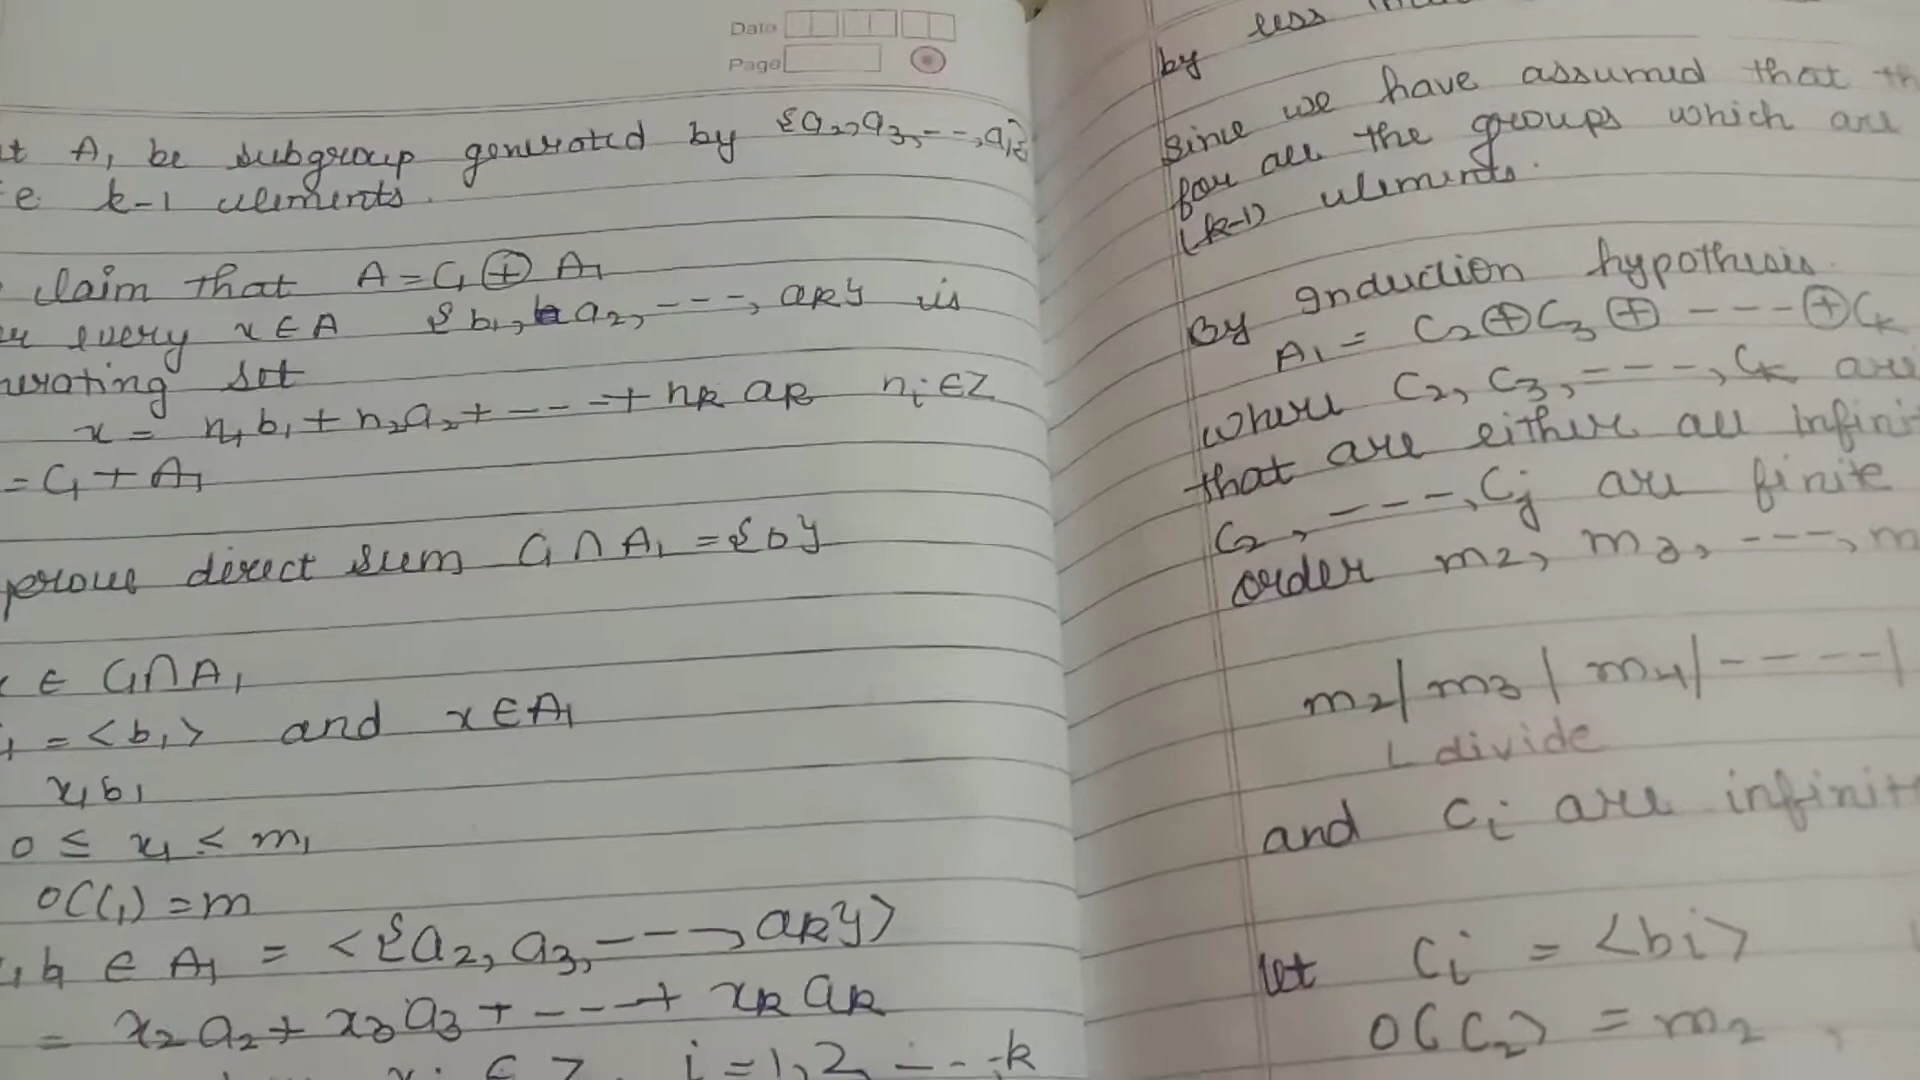 Date
Page
A₁ be subgroup generated by {a₂, a₃, ---, a
k-1 elements.
claim that A = C₁ ⊕ A₁
every x ∈ A {b₁, a₂, ---, aₖ} is
set
x = n₁b₁ + n₂a₂ + --- + nₖ aₖ nᵢ ∈ Z
= C₁ + A₁
direct sum C₁ ∩ A₁ = {0}
∈ C₁ ∩ A₁
= <b₁> and x ∈ A₁
x₁b₁
0 ≤ x₁ < m₁
O(C₁) = m
b₁ ∈ A₁ = <{a₂, a₃, ---, aₖ}>
= x₂a₂ + x₃a₃ + --- + xₖ aₖ
i = 1, 2, ---, k
by less
since we have assumed that
for all the groups which are
(k-1) elements.
By Induction hypothesis.
A₁ = C₂ ⊕ C₃ ⊕ ---- ⊕ Cₖ
where C₂, C₃, ----, Cₖ are
that are either all
C₂, ----, Cⱼ are finite
order m₂, m₃, ---, m
m₂ | m₃ | m₄ | ----- |
divide
and Cᵢ are
let Cᵢ = <bᵢ>
O(C₂) = m₂